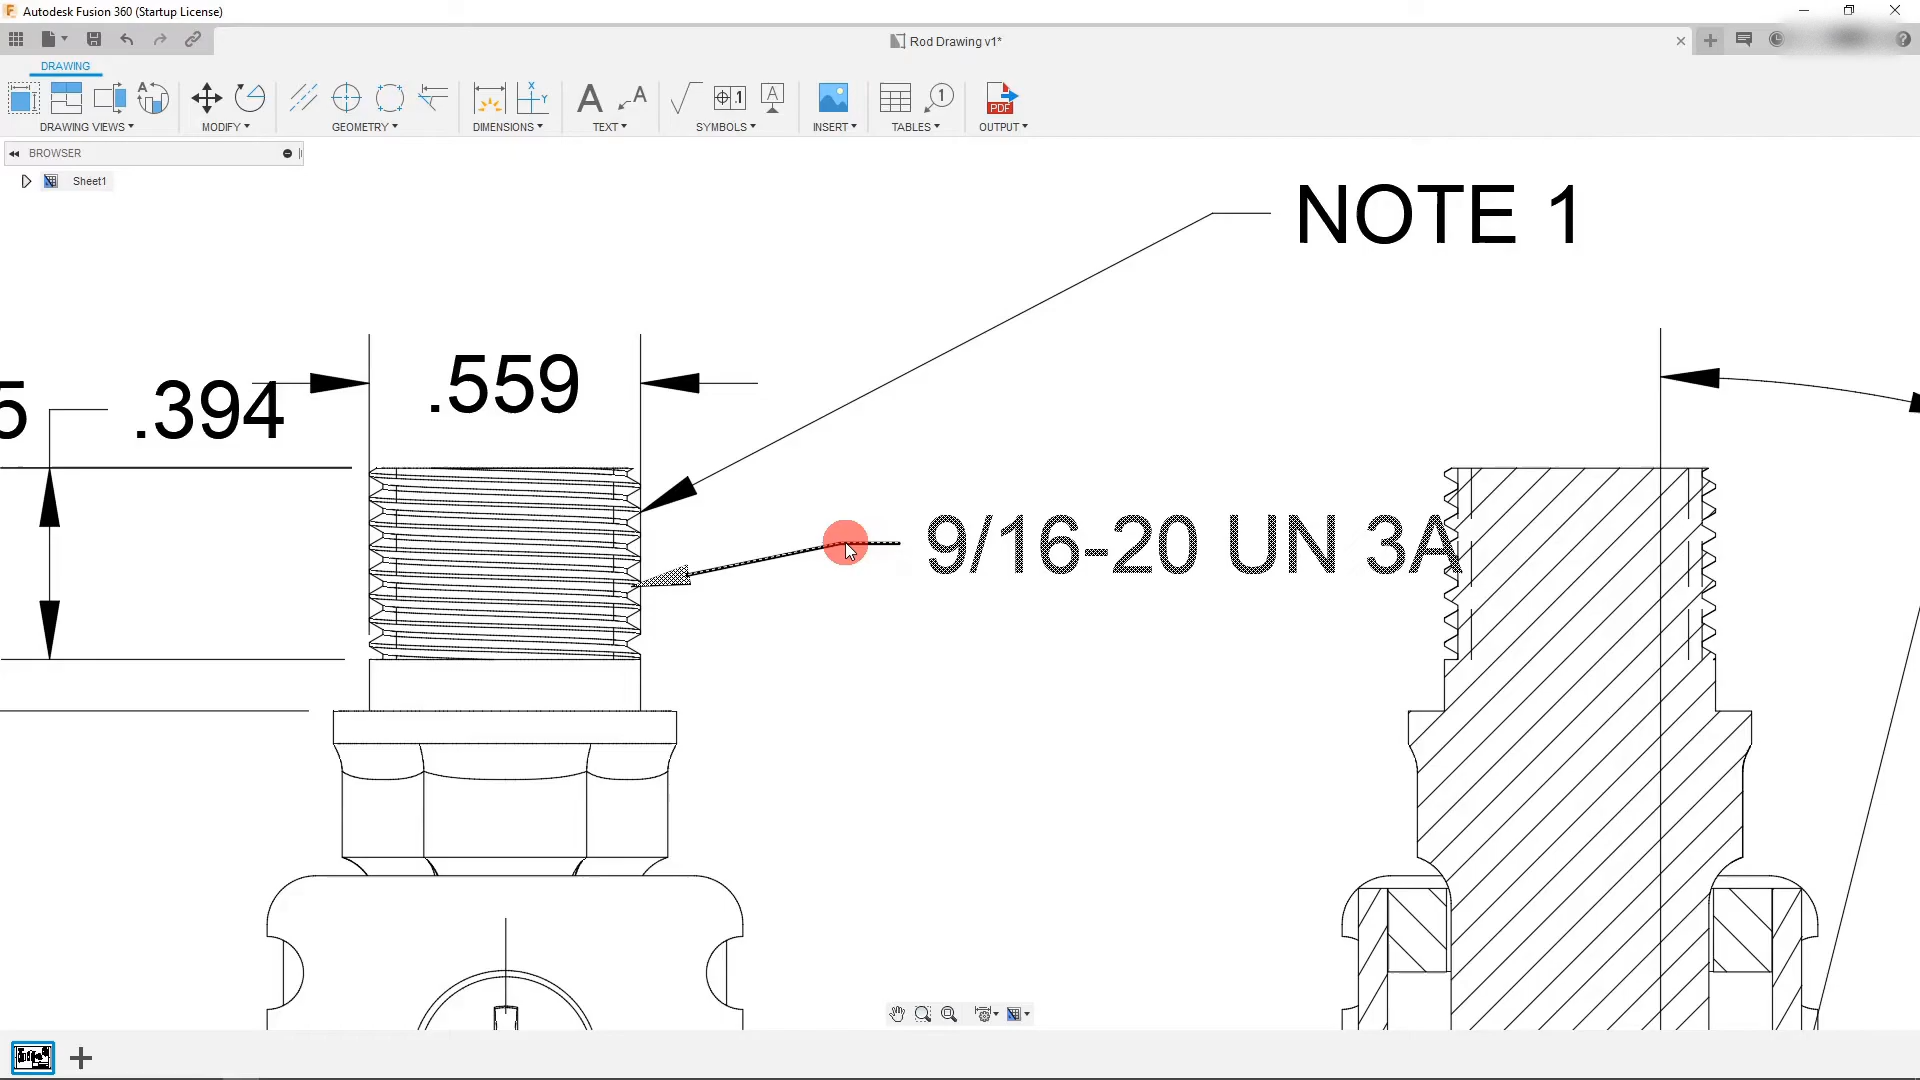 Autodesk Fusion 360 (Startup License)
Rod Drawing v1*
DRAWING
DRAWING VIEWS
MODIFY
GEOMETRY
DIMENSIONS
TEXT
SYMBOLS
INSERT
TABLES
OUTPUT
BROWSER
Sheet1
NOTE 1
.559
5
.394
9/16-20 UN 3A